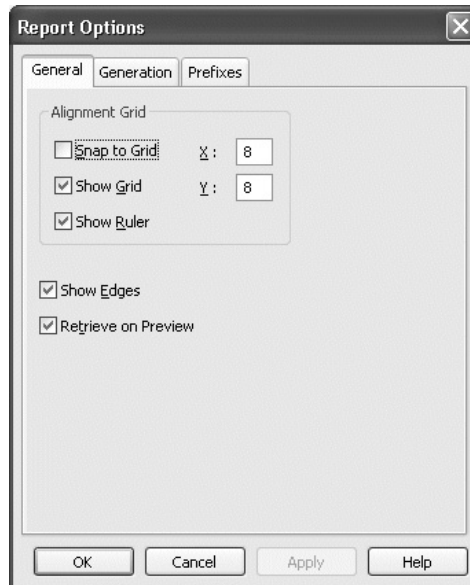 Report Options
General Generation Prefixes
Alignment Grid
Snap to Grid X : 8
Show Grid Y : 8
Show Ruler
Show Edges
Retrieve on Preview
OK Cancel Apply Help